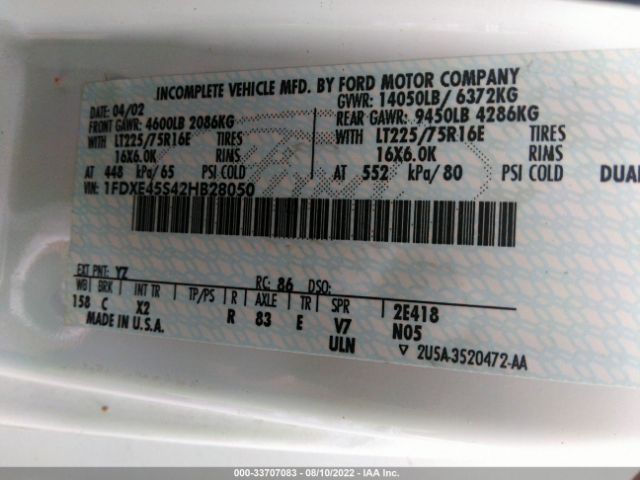 INCOMPLETE VEHICLE MFD. BY FORD MOTOR COMPANY
DATE: 04/02 GVWR: 14050LB/ 6372KG
FRONT GAWR: 4600LB 2086KG REAR GAWR: 9450LB 4286KG
WITH LT225/75R16E TIRES WITH LT225/75R16E TIRES
16X6.0K RIMS 16X6.0K RIMS
AT 448 kPa/65 PSI COLD AT 552 kPa/80 PSI COLD DUAL
VIN: 1FDXE45S42HB28050
EXT PNT: YZ RC: 86 DSO:
WB BRK INT TR TP/PS R AXLE TR SPR 2E418
158 C X2 R 83 E V7 N05
MADE IN U.S.A. ULN ▽ 2U5A-3520472-AA
000-33707083 - 08/10/2022 - IAA Inc.